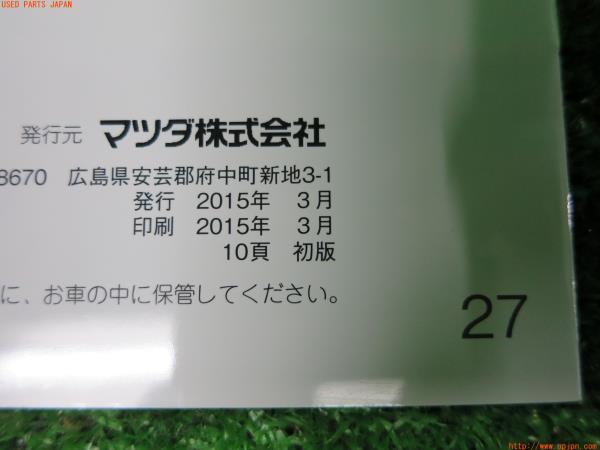 USED PARTS JAPAN
発行元 マツダ株式会社
8670 広島県安芸郡府中町新地3-1
発行 2015年 3月
印刷 2015年 3月
10頁 初版
に、お車の中に保管してください。
27
http://www.upjpn.com/